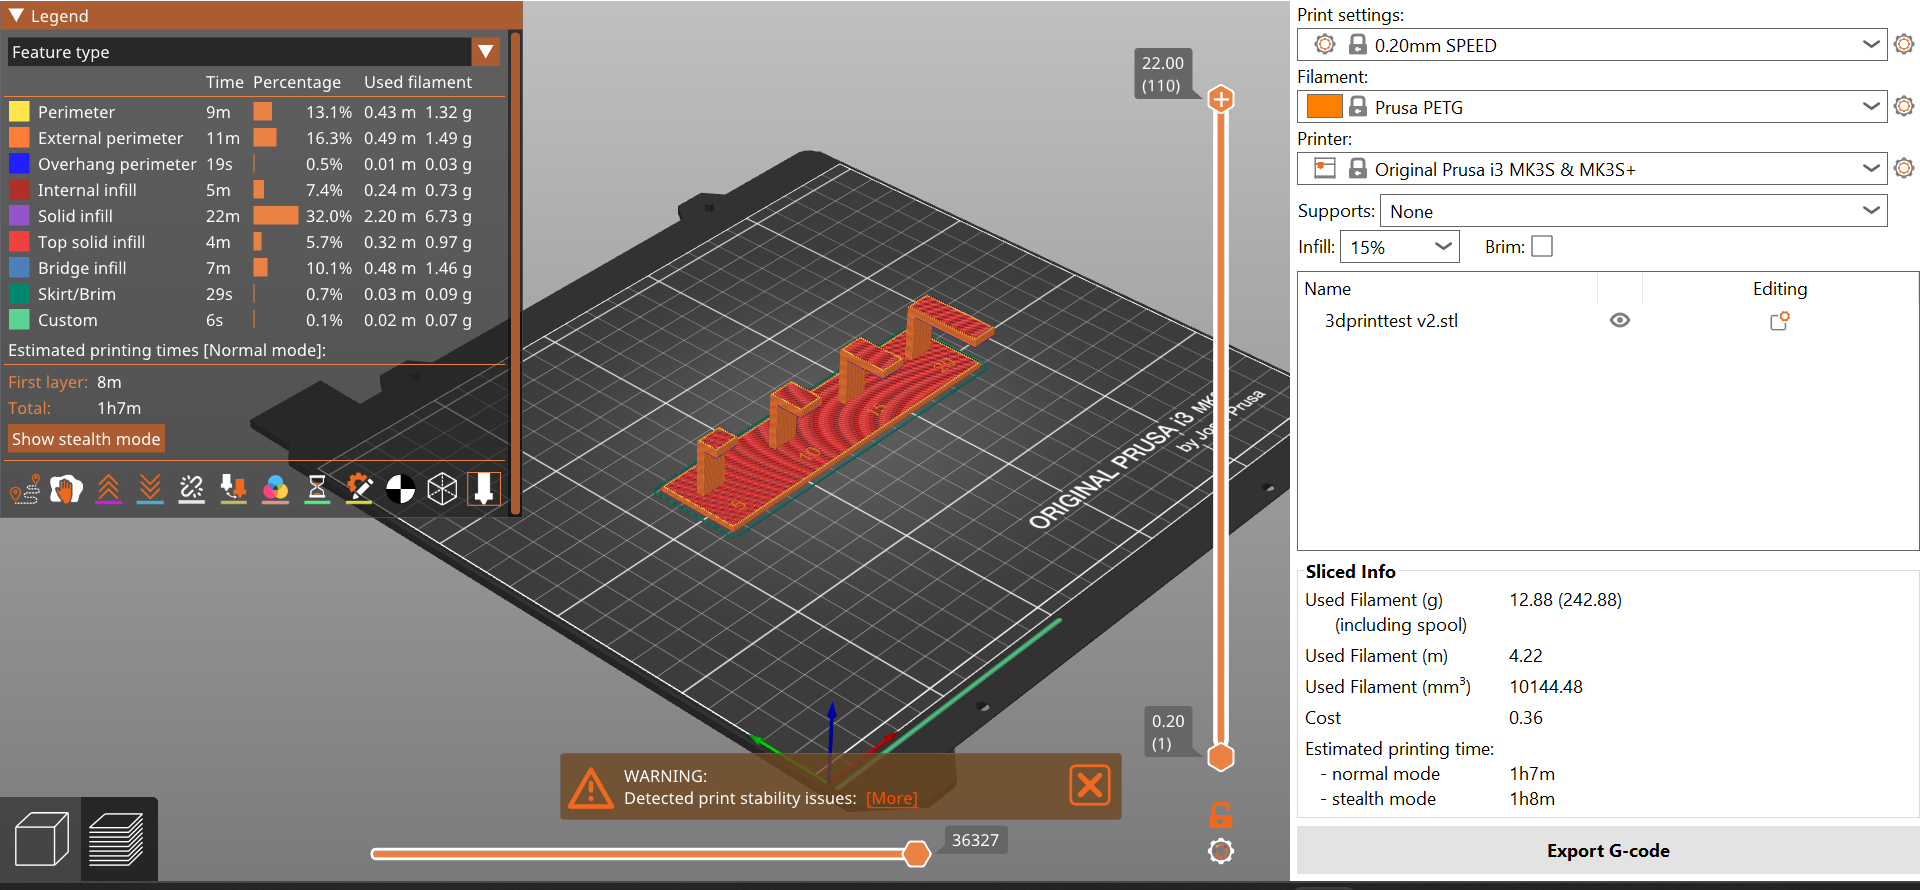 Legend
Feature type
Time Percentage Used filament
Perimeter 9m 13.1% 0.43 m 1.32 g
External perimeter 11m 16.3% 0.49 m 1.49 g
Overhang perimeter 19s 0.5% 0.01 m 0.03 g
Internal infill 5m 7.4% 0.24 m 0.73 g
Solid infill 22m 32.0% 2.20 m 6.73 g
Top solid infill 4m 5.7% 0.32 m 0.97 g
Bridge infill 7m 10.1% 0.48 m 1.46 g
Skirt/Brim 29s 0.7% 0.03 m 0.09 g
Custom 6s 0.1% 0.02 m 0.07 g
Estimated printing times [Normal mode]:
First layer: 8m
Total: 1h7m
Show stealth mode
22.00
(110)
20
15
10
5
ORIGINAL PRUSA i3
Prusa
0.20
(1)
WARNING:
Detected print stability issues: [More]
36327
Print settings:
0.20mm SPEED
Filament:
Prusa PETG
Printer:
Original Prusa i3 MK3S & MK3S+
Supports: None
Infill: 15% Brim:
Name Editing
3dprinttest v2.stl
Sliced Info
Used Filament (g) 12.88 (242.88)
(including spool)
Used Filament (m) 4.22
Used Filament (mm³) 10144.48
Cost 0.36
Estimated printing time:
- normal mode 1h7m
- stealth mode 1h8m
Export G-code